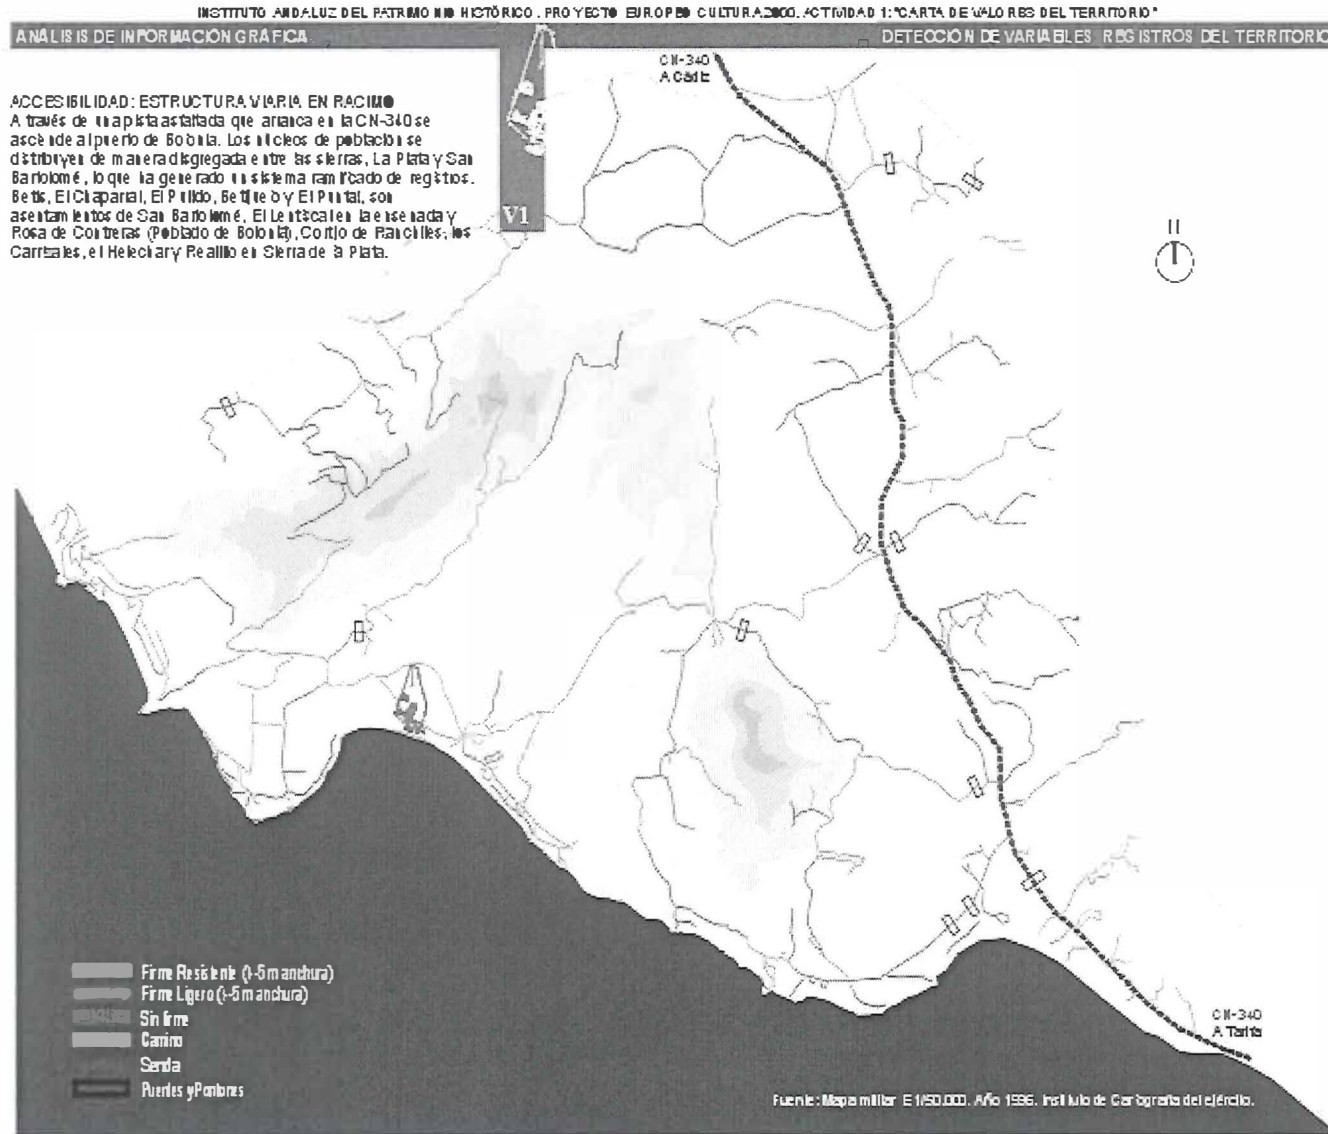 INSTITUTO ANDALUZ DEL PATRIMONIO HISTÓRICO. PROYECTO EUROPEO CULTURA2000. ACTIVIDAD 1: "CARTA DE VALORES DEL TERRITORIO"
ANÁLISIS DE INFORMACIÓN GRÁFICA
DETECCIÓN DE VARIABLES. REGISTROS DEL TERRITORIO
CN-340
A Cádiz
ACCESIBILIDAD: ESTRUCTURA VIARIA EN RACIMO
A través de una pista asfaltada que arranca en la CN-340 se
asciende al puerto de Bolonia. Los núcleos de población se
distribuyen de manera disgregada entre las sierras, La Plata y San
Bartolomé, lo que ha generado un sistema ramificado de registros.
Betis, El Chaparral, El Pulido, Betijuelo y El Puntal, son
asentamientos de San Bartolomé, El Lentiscal en la ensenada y
Rosa de Contreras (Poblado de Bolonia), Cortijo de Ranchiles, los
Carrizales, el Helechar y Realillo en Sierra de la Plata.
V1
N
Firme Resistente (>5m anchura)
Firme Ligero (>5m anchura)
Sin firme
Camino
Senda
Puentes y Pontones
CN-340
A Tarifa
Fuente: Mapa militar E 1/50.000. Año 1996. Instituto de Cartografía del ejército.